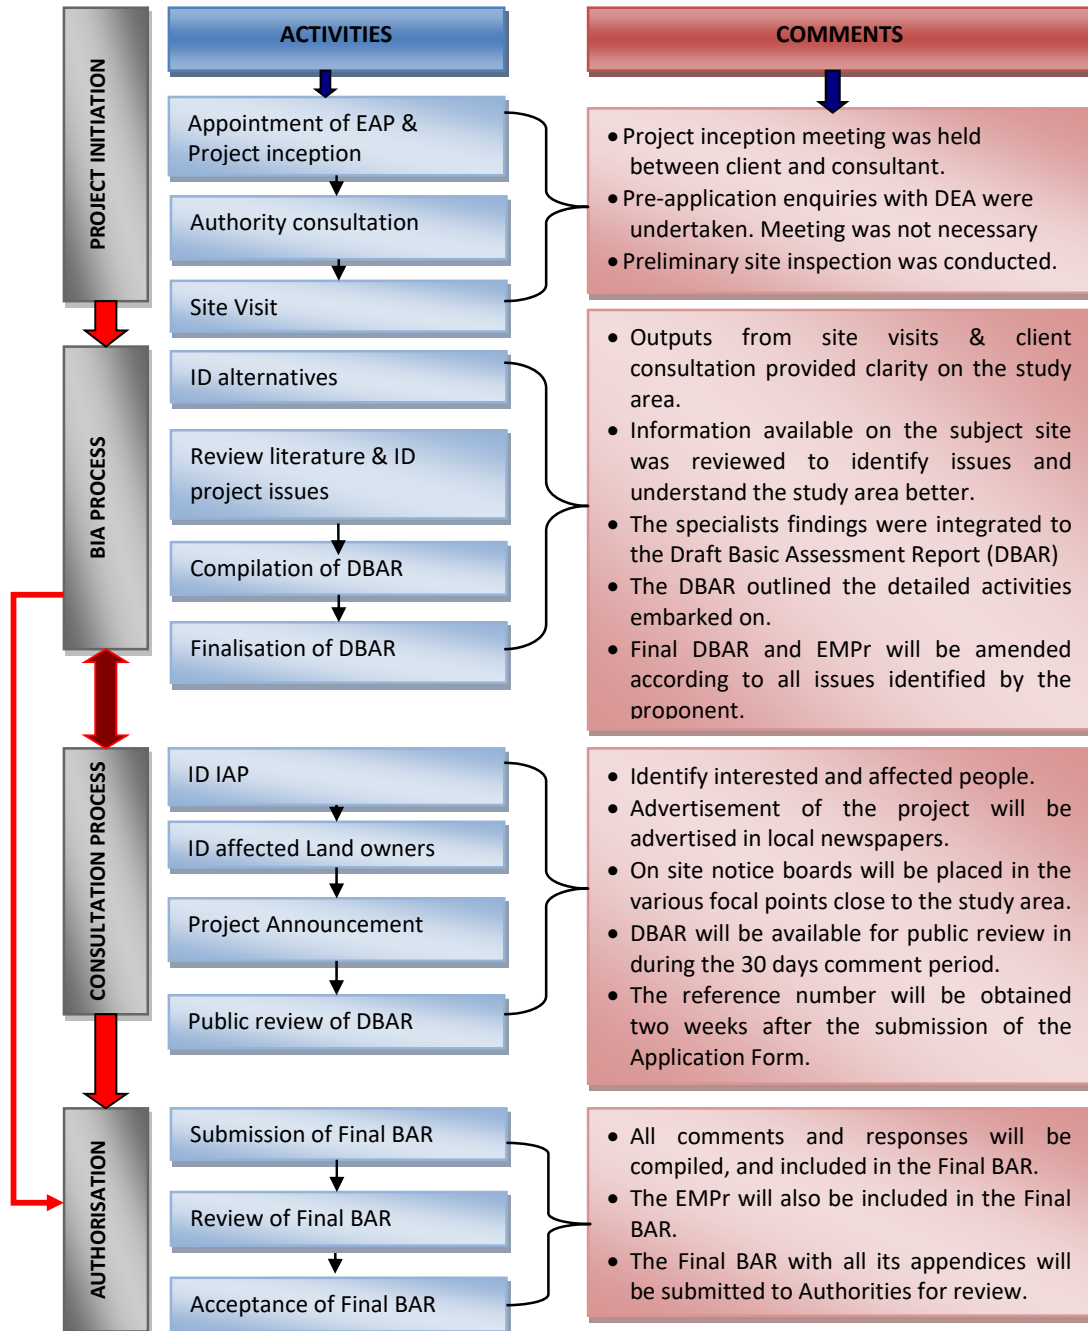 ACTIVITIES
COMMENTS
PROJECT INITIATION
Appointment of EAP &
Project inception
Authority consultation
Site Visit
• Project inception meeting was held
between client and consultant.
• Pre-application enquiries with DEA were
undertaken. Meeting was not necessary
• Preliminary site inspection was conducted.
BIA PROCESS
ID alternatives
Review literature & ID
project issues
Compilation of DBAR
Finalisation of DBAR
• Outputs from site visits & client
consultation provided clarity on the study
area.
• Information available on the subject site
was reviewed to identify issues and
understand the study area better.
• The specialists findings were integrated to
the Draft Basic Assessment Report (DBAR)
• The DBAR outlined the detailed activities
embarked on.
• Final DBAR and EMPr will be amended
according to all issues identified by the
proponent.
CONSULTATION PROCESS
ID IAP
ID affected Land owners
Project Announcement
Public review of DBAR
• Identify interested and affected people.
• Advertisement of the project will be
advertised in local newspapers.
• On site notice boards will be placed in the
various focal points close to the study area.
• DBAR will be available for public review in
during the 30 days comment period.
• The reference number will be obtained
two weeks after the submission of the
Application Form.
AUTHORISATION
Submission of Final BAR
Review of Final BAR
Acceptance of Final BAR
• All comments and responses will be
compiled, and included in the Final BAR.
• The EMPr will also be included in the Final
BAR.
• The Final BAR with all its appendices will
be submitted to Authorities for review.